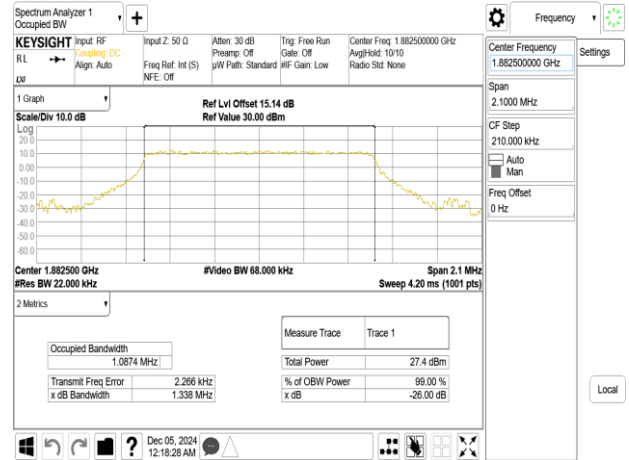 Spectrum Analyzer 1
Occupied BW
Frequency
KEYSIGHT
RL
LXI
Input: RF
Coupling: DC
Align: Auto
Input Z: 50 Ω
Freq Ref: Int (S)
NFE: Off
Atten: 30 dB
Preamp: Off
µW Path: Standard
Trig: Free Run
Gate: Off
#IF Gain: Low
Center Freq: 1.882500000 GHz
Avg|Hold: 10/10
Radio Std: None
Center Frequency
1.882500000 GHz
Settings
Span
2.1000 MHz
CF Step
210.000 kHz
Auto
Man
Freq Offset
0 Hz
1 Graph
Scale/Div 10.0 dB
Ref Lvl Offset 15.14 dB
Ref Value 30.00 dBm
Log
20.0
10.0
0.00
-10.0
-20.0
-30.0
-40.0
-50.0
-60.0
Center 1.882500 GHz
#Res BW 22.000 kHz
#Video BW 68.000 kHz
Span 2.1 MHz
Sweep 4.20 ms (1001 pts)
2 Metrics
Measure Trace Trace 1
Occupied Bandwidth
1.0874 MHz
Total Power 27.4 dBm
Transmit Freq Error 2.266 kHz
% of OBW Power 99.00 %
x dB Bandwidth 1.338 MHz
x dB -26.00 dB
Local
?
Dec 05, 2024
12:18:28 AM